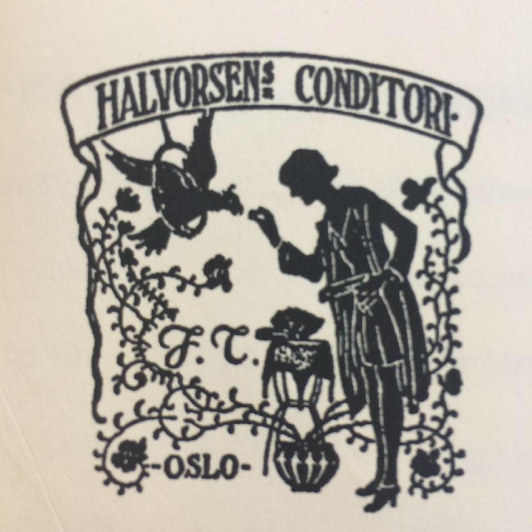 HALVORSENS CONDITORI.
J. C.
-OSLO-